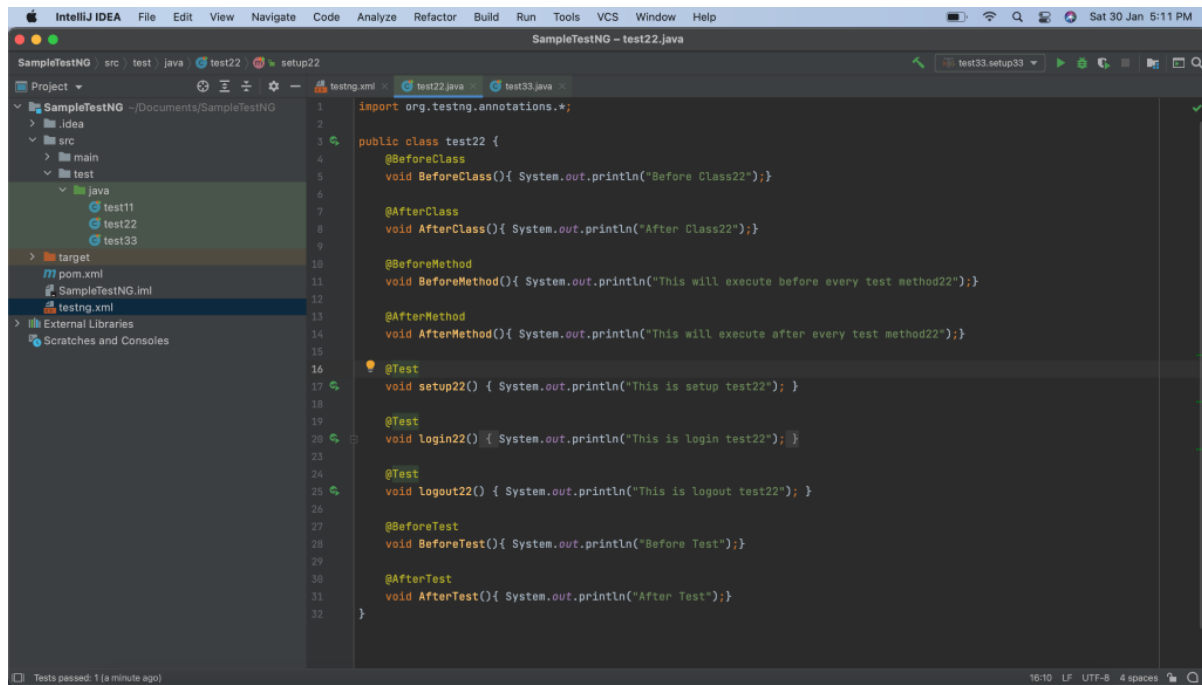 IntelliJ IDEA File Edit View Navigate Code Analyze Refactor Build Run Tools VCS Window Help Sat 30 Jan 5:11 PM
SampleTestNG – test22.java
SampleTestNG src test java test22 setup22 test33.setup33
Project testng.xml test22.java test33.java
SampleTestNG ~/Documents/SampleTestNG
.idea
src
main
test
java
test11
test22
test33
target
pom.xml
SampleTestNG.iml
testng.xml
External Libraries
Scratches and Consoles
1 import org.testng.annotations.*;
2
3 public class test22 {
4 @BeforeClass
5 void BeforeClass(){ System.out.println("Before Class22");}
6
7 @AfterClass
8 void AfterClass(){ System.out.println("After Class22");}
9
10 @BeforeMethod
11 void BeforeMethod(){ System.out.println("This will execute before every test method22");}
12
13 @AfterMethod
14 void AfterMethod(){ System.out.println("This will execute after every test method22");}
15
16 @Test
17 void setup22() { System.out.println("This is setup test22"); }
18
19 @Test
20 void login22() { System.out.println("This is login test22"); }
23
24 @Test
25 void logout22() { System.out.println("This is logout test22"); }
26
27 @BeforeTest
28 void BeforeTest(){ System.out.println("Before Test");}
29
30 @AfterTest
31 void AfterTest(){ System.out.println("After Test");}
32 }
Tests passed: 1 (a minute ago) 16:10 LF UTF-8 4 spaces